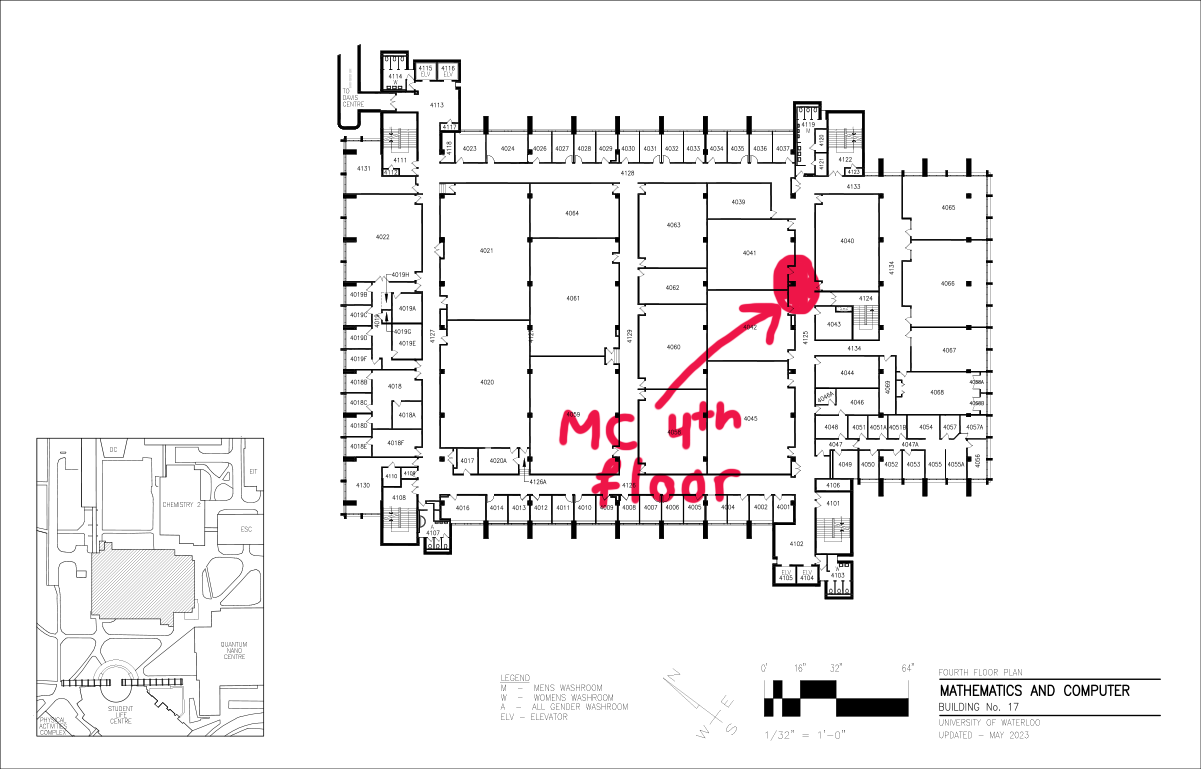 4115
ELV
4116
ELV
4114
W
TO
DAVIS
CENTRE
4113
4117
4118
4023
4024
4026
4027
4028
4029
4030
4031
4032
4033
4034
4035
4036
4037
4119
4120
4121
4122
4123
4111
4112
4131
4128
4133
4022
4021
4064
4063
4039
4041
4040
4065
4134
4066
4019H
4019B
4019C
4019A
4019
4019G
4019D
4019E
4019F
4061
4062
4042
4124
4043
4127
4129
4125
4134
4060
4067
4018B
4018
4018C
4018A
4018D
4018E
4018F
4020
4059
4045
4044
4069
4068
4058A
4058B
4046A
4046
4048
4051
4051A
4051B
4054
4057
4057A
4047
4047A
4049
4050
4052
4053
4055
4055A
4056
4017
4020A
4126A
4128
4130
4110
4109
4108
A
4107
4016
4014
4013
4012
4011
4010
4009
4008
4007
4006
4005
4004
4002
4001
4106
4101
4102
ELV
4105
ELV
4104
A
4103
MC 4th
floor
DC
EIT
CHEMISTRY 2
ESC
QUANTUM
NANO
CENTRE
STUDENT
LIFE
CENTRE
PHYSICAL
ACTIVITIES
COMPLEX
LEGEND
M – MENS WASHROOM
W – WOMENS WASHROOM
A – ALL GENDER WASHROOM
ELV – ELEVATOR
N
W
E
S
0' 16" 32" 64"
1/32" = 1'-0"
FOURTH FLOOR PLAN
MATHEMATICS AND COMPUTER
BUILDING No. 17
UNIVERSITY OF WATERLOO
UPDATED – MAY 2023